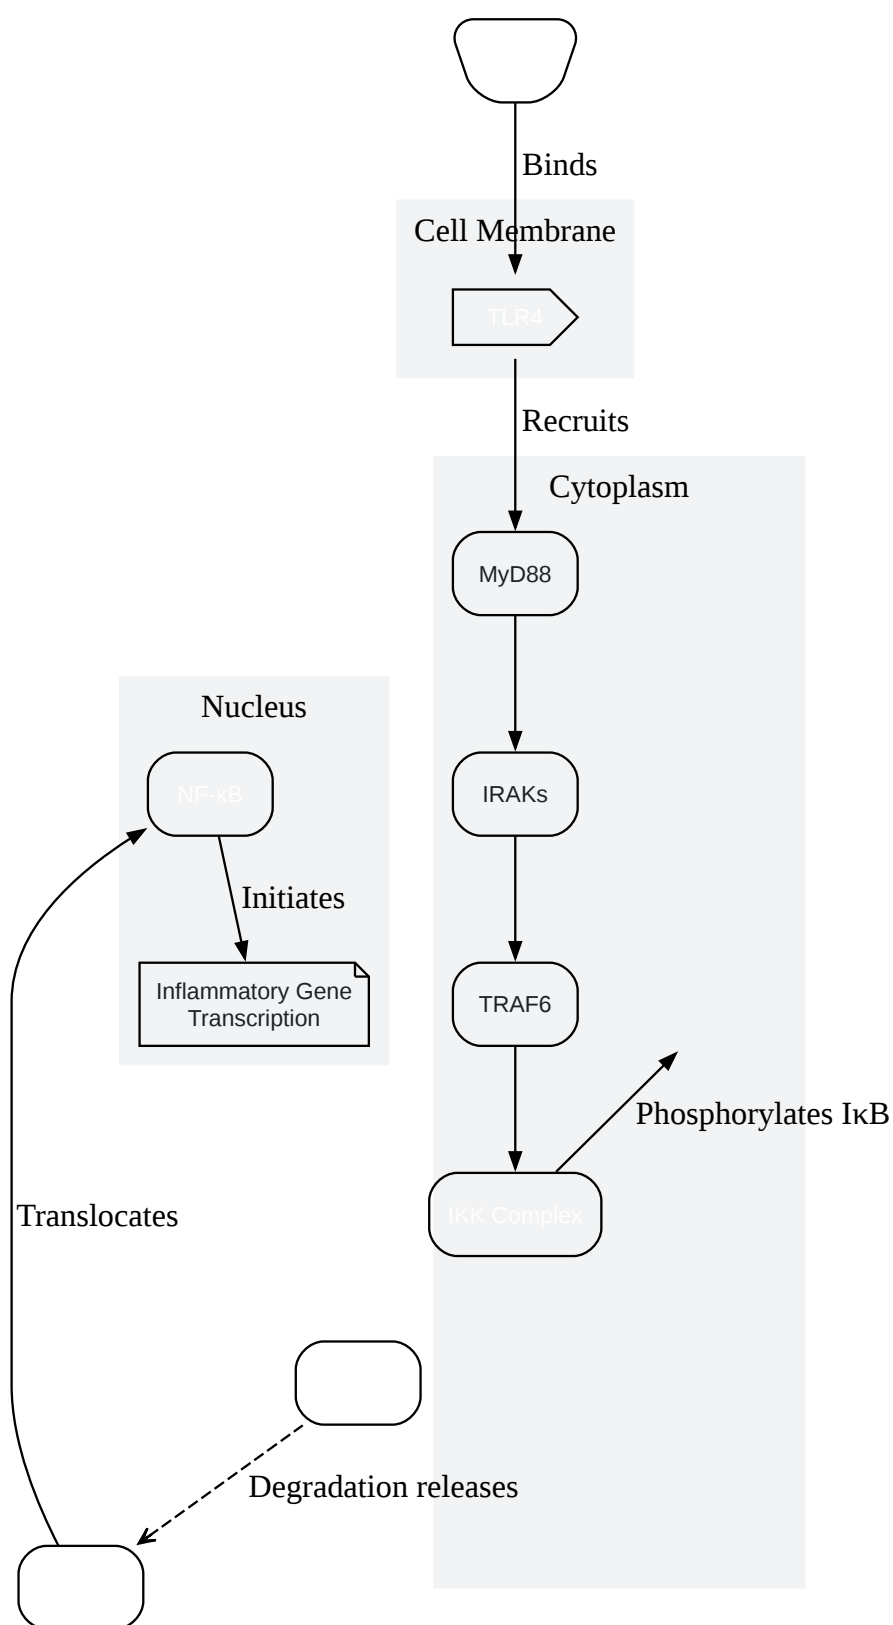 Binds
Cell Membrane
TLR4
Recruits
Cytoplasm
MyD88
Nucleus
NF-κB
IRAKs
Initiates
Inflammatory Gene
Transcription
TRAF6
Phosphorylates IκB
Translocates
IKK Complex
Degradation releases